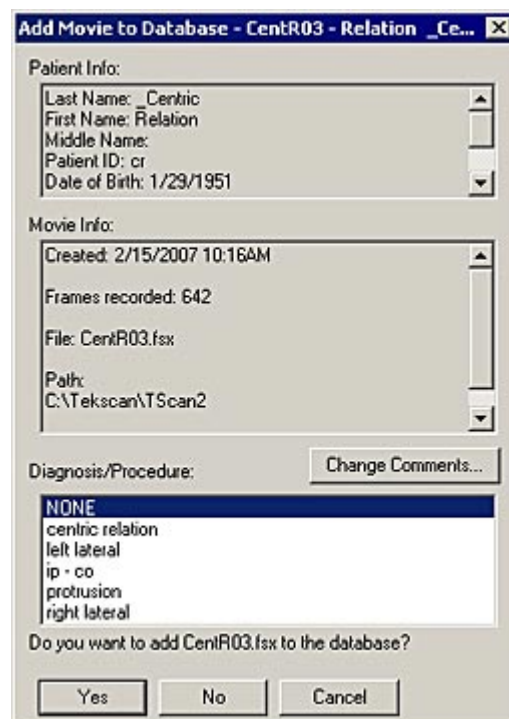 Add Movie to Database - CentR03 - Relation _Ce...
Patient Info:
Last Name: _Centric
First Name: Relation
Middle Name:
Patient ID: cr
Date of Birth: 1/29/1951
Movie Info:
Created: 2/15/2007 10:16AM
Frames recorded: 642
File: CentR03.fsx
Path:
C:\Tekscan\TScan2
Diagnosis/Procedure:
Change Comments...
NONE
centric relation
left lateral
ip - co
protrusion
right lateral
Do you want to add CentR03.fsx to the database?
Yes No Cancel